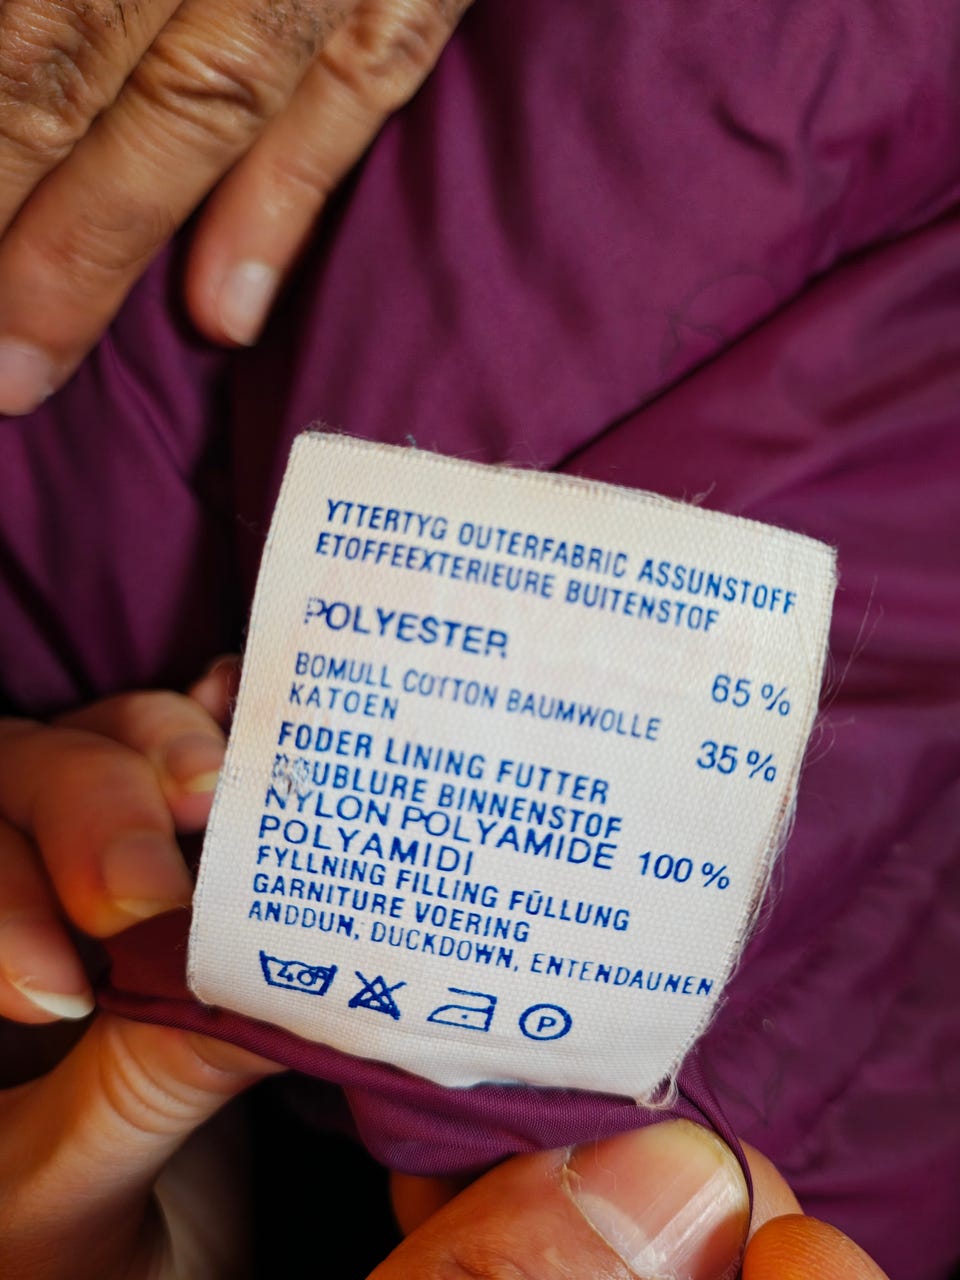 YTTERTYG OUTERFABRIC ASSUNSTOFF
ETOFFEEXTERIEURE BUITENSTOF
POLYESTER 65 %
BOMULL COTTON BAUMWOLLE 35 %
KATOEN
FODER LINING FUTTER
DOUBLURE BINNENSTOF
NYLON POLYAMIDE 100 %
POLYAMIDI
FYLLNING FILLING FÜLLUNG
GARNITURE VOERING
ANDDUN, DUCKDOWN, ENTENDAUNEN
40° P